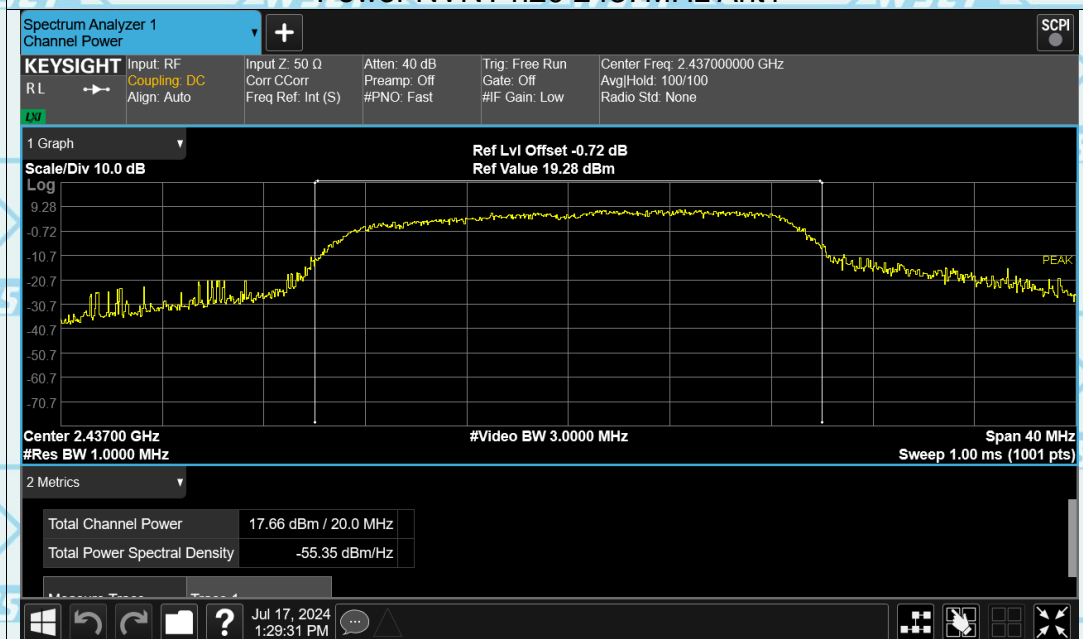 Spectrum Analyzer 1
Channel Power
+
SCPI
KEYSIGHT
RL
LXI
Input: RF
Coupling: DC
Align: Auto
Input Z: 50 Ω
Corr CCorr
Freq Ref: Int (S)
Atten: 40 dB
Preamp: Off
#PNO: Fast
Trig: Free Run
Gate: Off
#IF Gain: Low
Center Freq: 2.437000000 GHz
Avg|Hold: 100/100
Radio Std: None
1 Graph
Scale/Div 10.0 dB
Ref Lvl Offset -0.72 dB
Ref Value 19.28 dBm
Log
9.28
-0.72
-10.7
-20.7
-30.7
-40.7
-50.7
-60.7
-70.7
PEAK
Center 2.43700 GHz
#Video BW 3.0000 MHz
Span 40 MHz
#Res BW 1.0000 MHz
Sweep 1.00 ms (1001 pts)
2 Metrics
Total Channel Power 17.66 dBm / 20.0 MHz
Total Power Spectral Density -55.35 dBm/Hz
?
Jul 17, 2024
1:29:31 PM